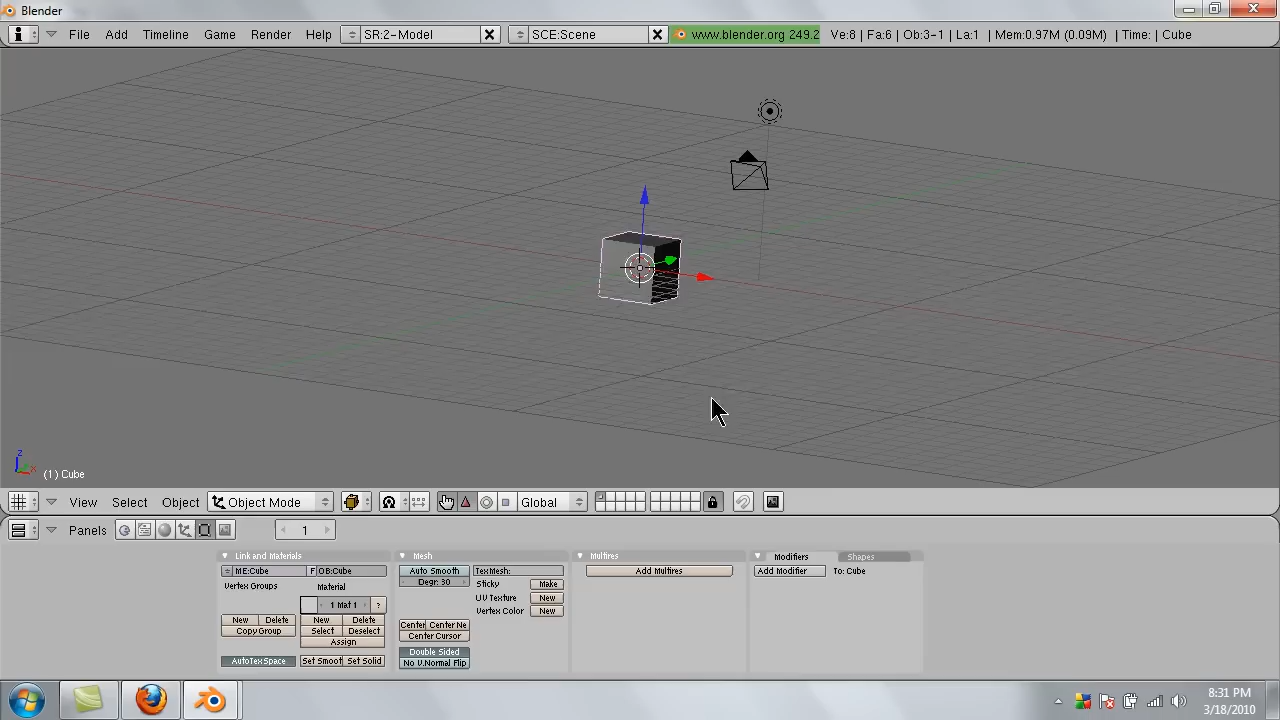 Blender
File Add Timeline Game Render Help SR:2-Model SCE:Scene www.blender.org 249.2 Ve:8 | Fa:6 | Ob:3-1 | La:1 | Mem:0.97M (0.09M) | Time: | Cube
z
x
(1) Cube
View Select Object Object Mode Global
Panels 1
Link and Materials Mesh Multires Modifiers Shapes
ME:Cube F OB:Cube Auto Smooth TexMesh: Add Multires Add Modifier To: Cube
Degr: 30
Vertex Groups Material Sticky Make
UV Texture New
1 Mat 1 ? Vertex Color New
New Delete New Delete Center Center Ne
Copy Group Select Deselect Center Cursor
Assign
Double Sided
AutoTexSpace Set Smoot Set Solid No V.Normal Flip
8:31 PM
3/18/2010